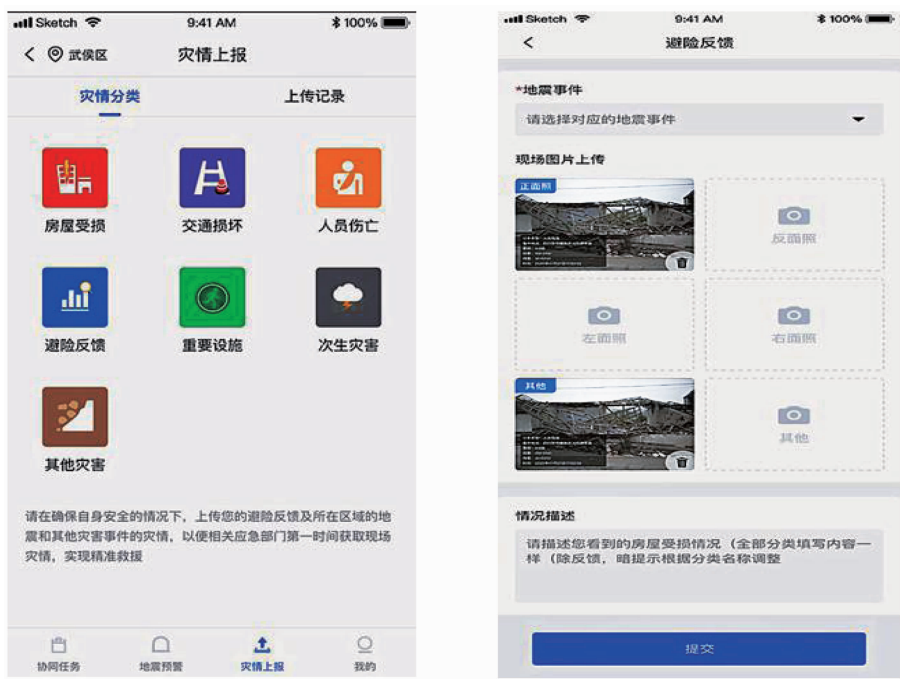 Sketch
9:41 AM
100%
武侯区
灾情上报
灾情分类
上传记录
房屋受损
交通损坏
人员伤亡
避险反馈
重要设施
次生灾害
其他灾害
请在确保自身安全的情况下，上传您的避险反馈及所在区域的地
震和其他灾害事件的灾情，以便相关应急部门第一时间获取现场
灾情，实现精准救援
协同任务
地震预警
灾情上报
我的
Sketch
9:41 AM
100%
避险反馈
*地震事件
请选择对应的地震事件
现场图片上传
正面照
反面照
左面照
右面照
其他
其他
情况描述
请描述您看到的房屋受损情况（全部分类填写内容一
样（除反馈，暗提示根据分类名称调整
提交